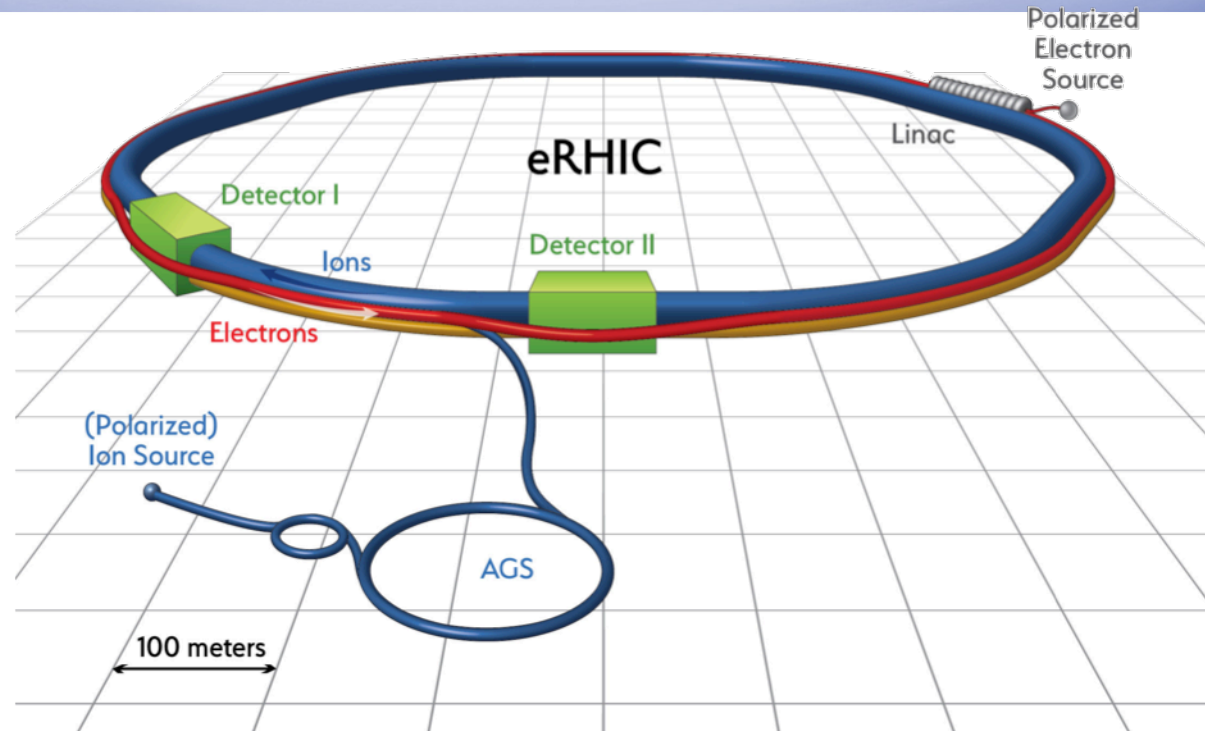 Polarized
Electron
Source
Linac
eRHIC
Detector I
Detector II
Ions
Electrons
(Polarized)
Ion Source
AGS
100 meters